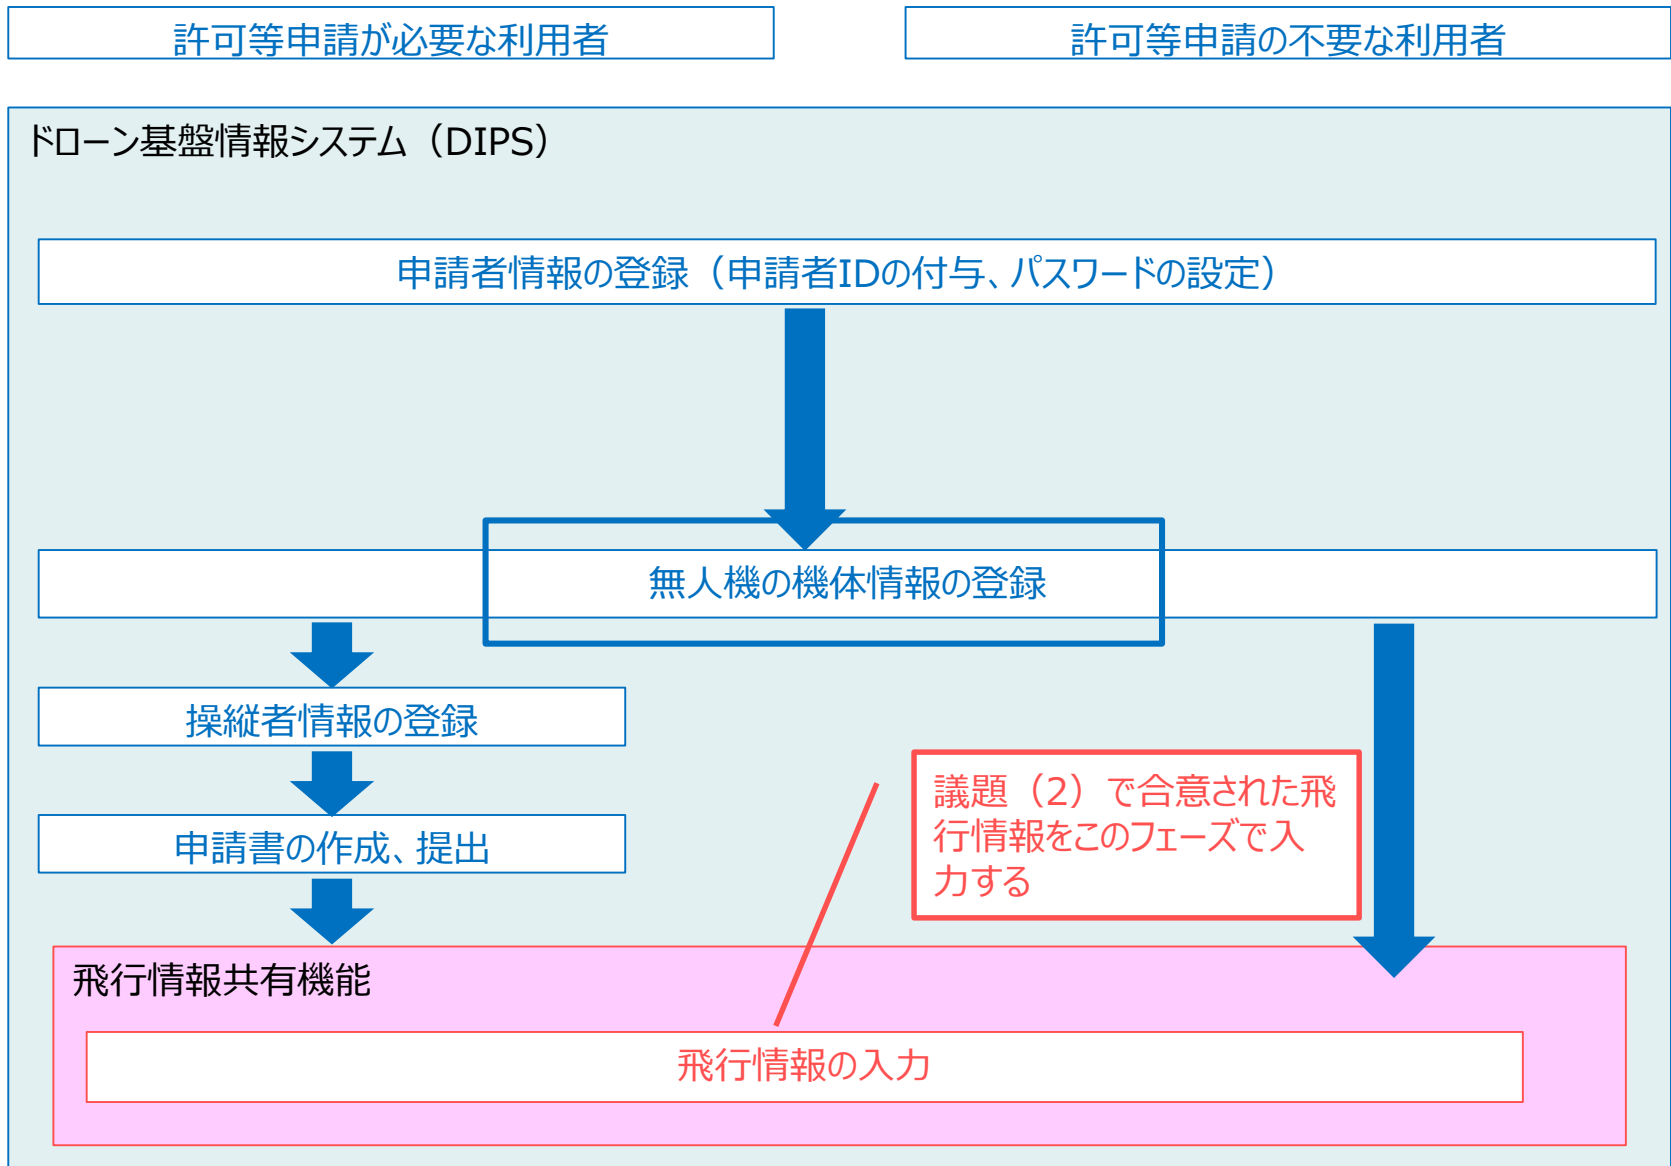 許可等申請が必要な利用者
許可等申請の不要な利用者
ドローン基盤情報システム（DIPS）
申請者情報の登録（申請者IDの付与、パスワードの設定）
無人機の機体情報の登録
操縦者情報の登録
申請書の作成、提出
議題（2）で合意された飛
行情報をこのフェーズで入
力する
飛行情報共有機能
飛行情報の入力